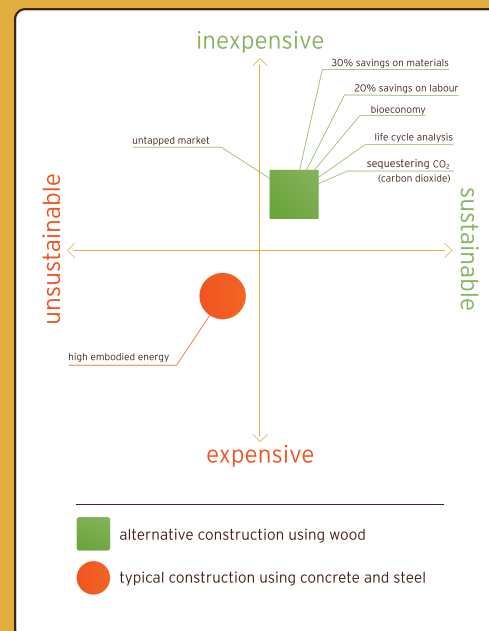 inexpensive
30% savings on materials
20% savings on labour
bioeconomy
untapped market
life cycle analysis
sequestering CO₂
(carbon dioxide)
unsustainable
sustainable
high embodied energy
expensive
alternative construction using wood
typical construction using concrete and steel